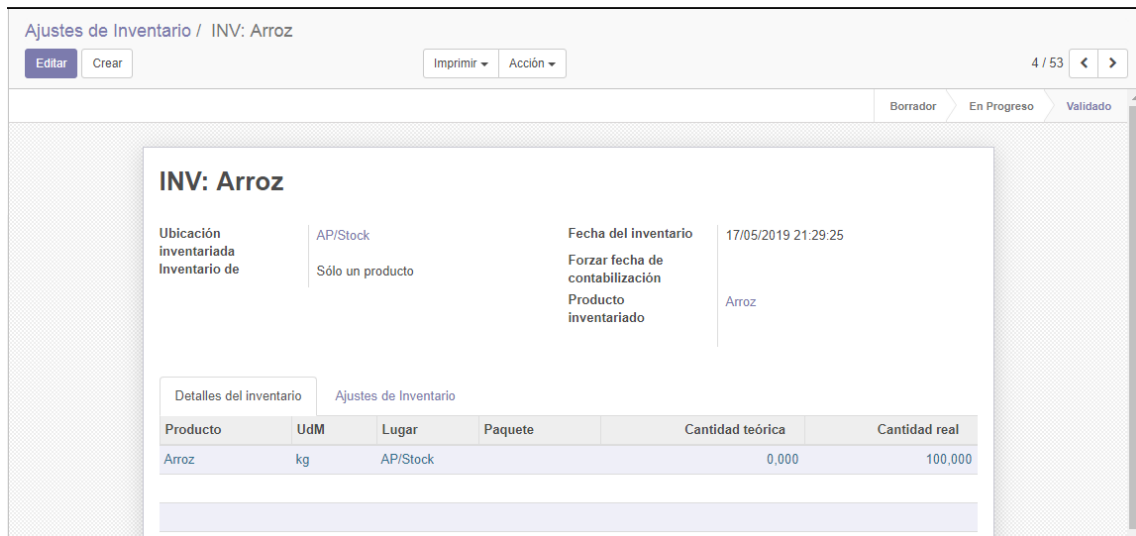 Ajustes de Inventario / INV: Arroz
Editar Crear Imprimir Acción 4 / 53
Borrador En Progreso Validado
INV: Arroz
Ubicación inventariada AP/Stock
Inventario de Sólo un producto
Fecha del inventario 17/05/2019 21:29:25
Forzar fecha de contabilización
Producto inventariado Arroz
Detalles del inventario Ajustes de Inventario
Producto UdM Lugar Paquete Cantidad teórica Cantidad real
Arroz kg AP/Stock 0,000 100,000